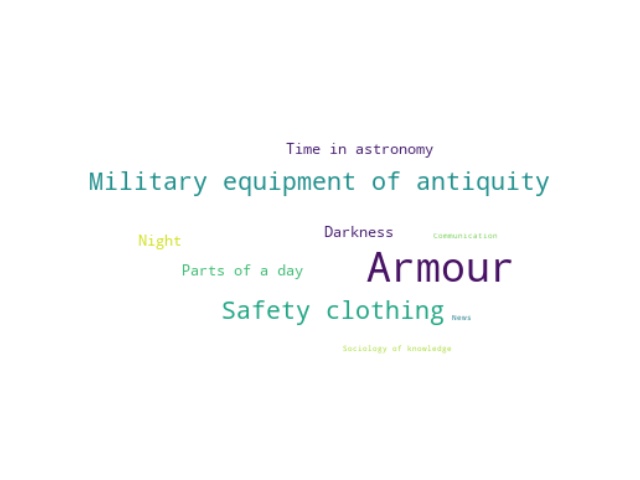 Time in astronomy
Military equipment of antiquity
Darkness
Communication
Night
Armour
Parts of a day
Safety clothing
News
Sociology of knowledge